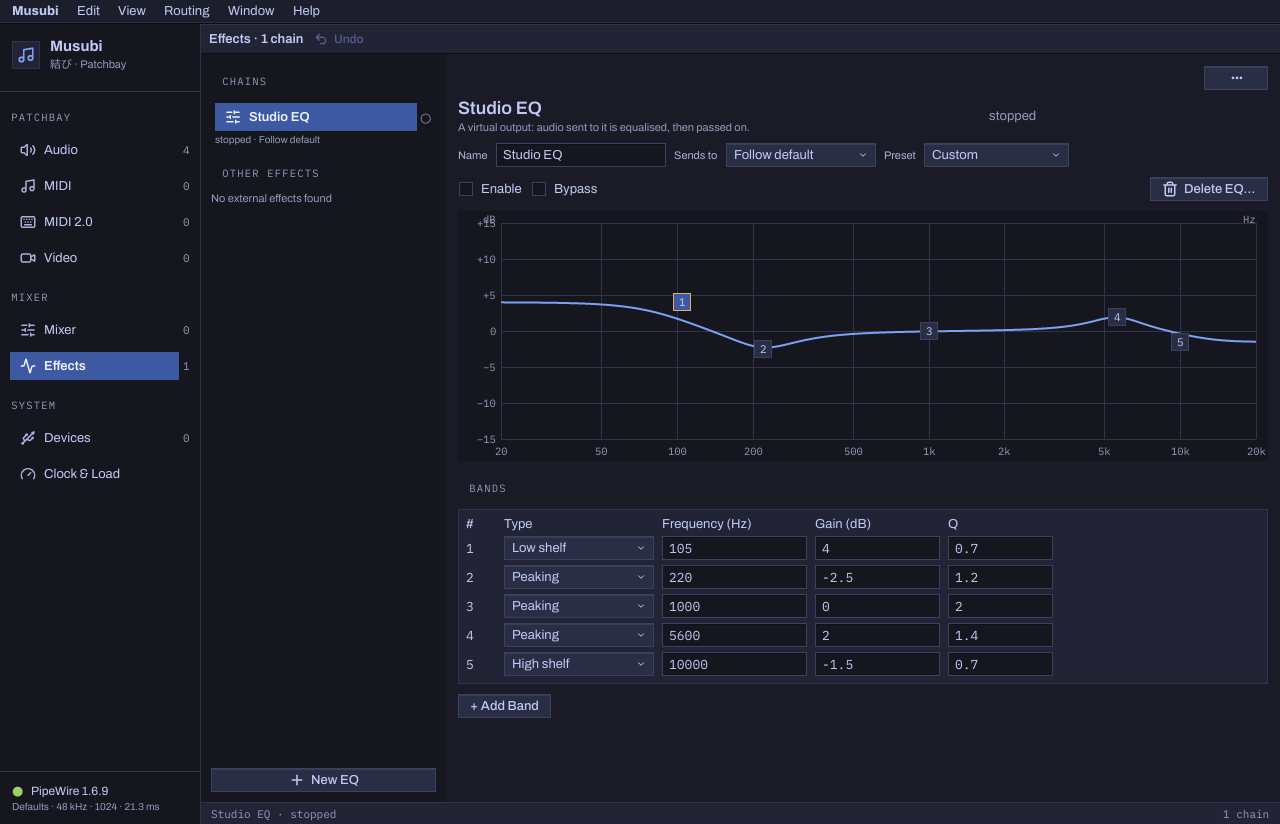 Musubi Edit View Routing Window Help
Musubi
結び · Patchbay
PATCHBAY
Audio 4
MIDI 0
MIDI 2.0 0
Video 0
MIXER
Mixer 0
Effects 1
SYSTEM
Devices 0
Clock & Load
PipeWire 1.6.9
Defaults · 48 kHz · 1024 · 21.3 ms
Effects · 1 chain Undo
CHAINS
Studio EQ
stopped · Follow default
OTHER EFFECTS
No external effects found
New EQ
···
Studio EQ
stopped
A virtual output: audio sent to it is equalised, then passed on.
Name Studio EQ Sends to Follow default Preset Custom
Enable Bypass Delete EQ...
dB Hz
+15
+10
+5
0
−5
−10
−15
1
2
3
4
5
20 50 100 200 500 1k 2k 5k 10k 20k
BANDS
# Type Frequency (Hz) Gain (dB) Q
1 Low shelf 105 4 0.7
2 Peaking 220 -2.5 1.2
3 Peaking 1000 0 2
4 Peaking 5600 2 1.4
5 High shelf 10000 -1.5 0.7
+ Add Band
Studio EQ · stopped 1 chain